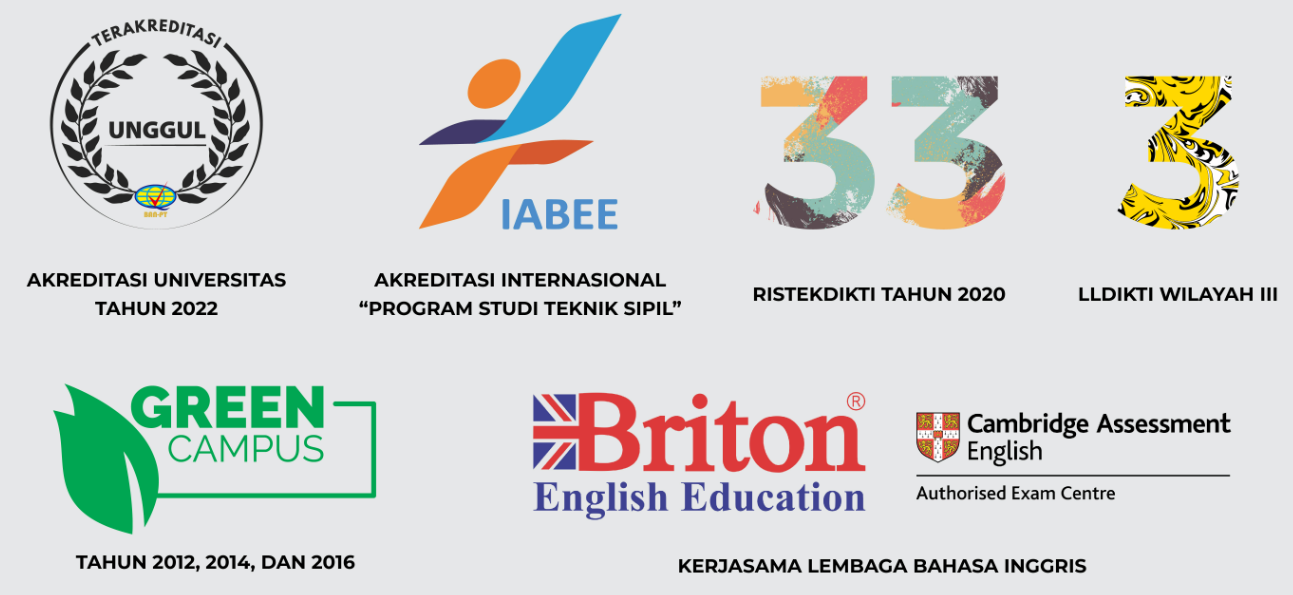 TERAKREDITASI
UNGGUL
BAN-PT
IABEE
33
3
AKREDITASI UNIVERSITAS
TAHUN 2022
AKREDITASI INTERNASIONAL
“PROGRAM STUDI TEKNIK SIPIL”
RISTEKDIKTI TAHUN 2020
LLDIKTI WILAYAH III
GREEN
CAMPUS
TAHUN 2012, 2014, DAN 2016
Briton®
English Education
Cambridge Assessment
English
Authorised Exam Centre
KERJASAMA LEMBAGA BAHASA INGGRIS